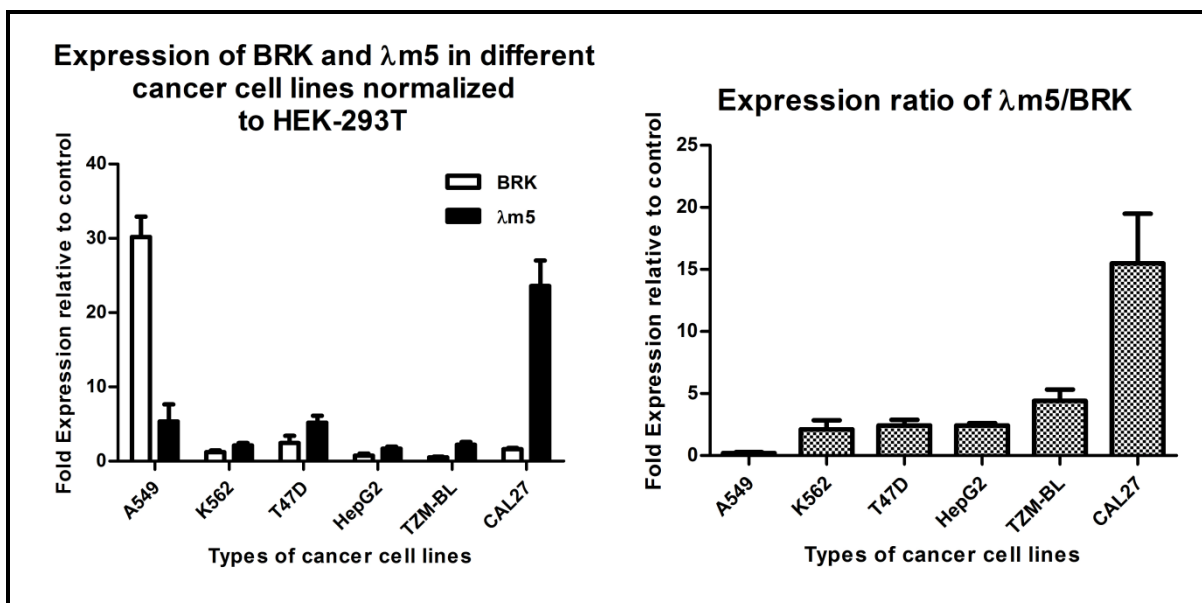 Expression of BRK and λm5 in different
cancer cell lines normalized
to HEK-293T
Fold Expression relative to control
40
30
20
10
0
BRK
λm5
A549
K562
T47D
HepG2
TZM-BL
CAL27
Types of cancer cell lines
Expression ratio of λm5/BRK
Fold Expression relative to control
25
20
15
10
5
0
A549
K562
T47D
HepG2
TZM-BL
CAL27
Types of cancer cell lines